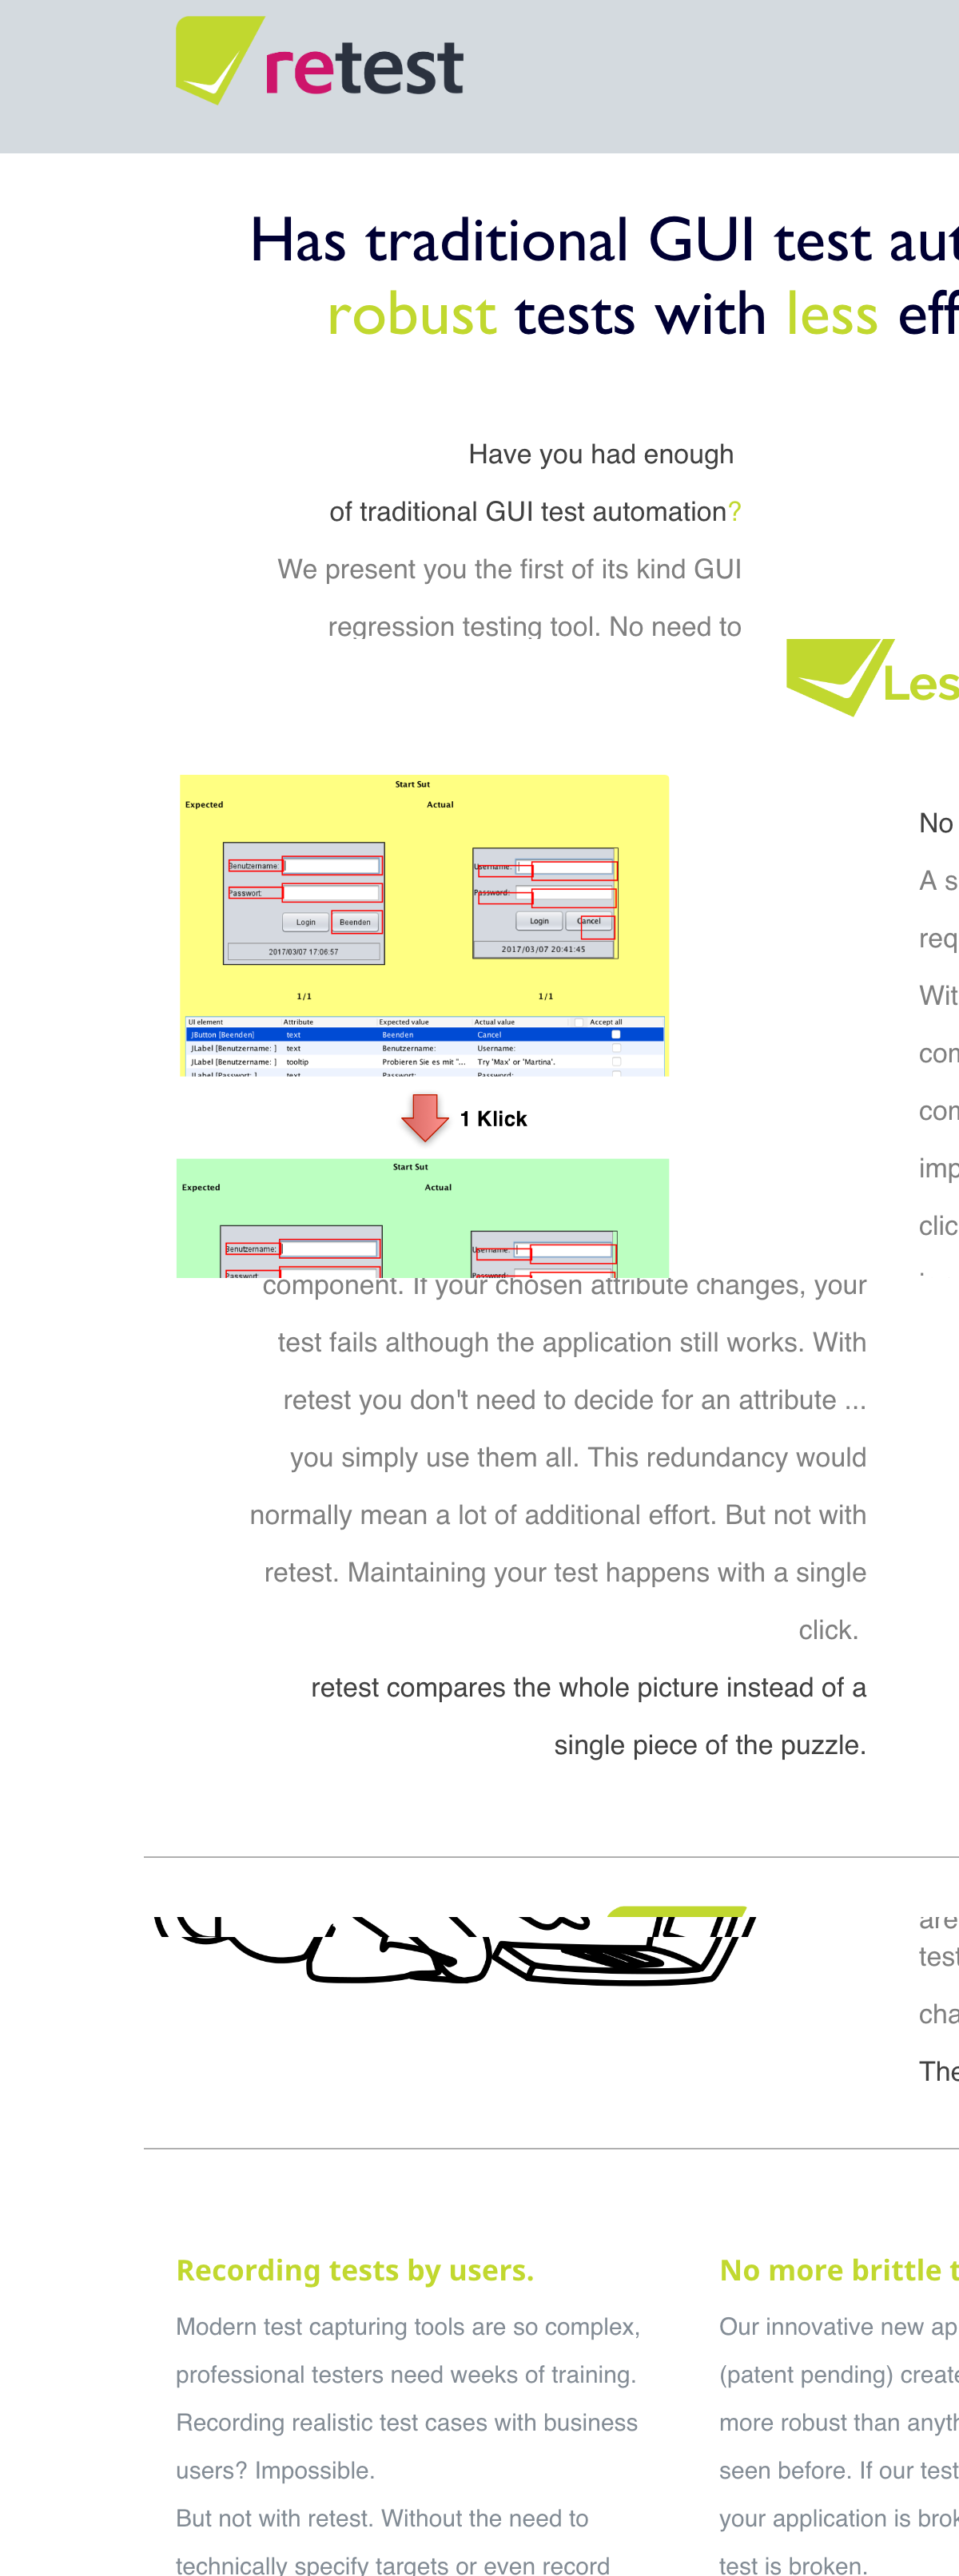 retest
Has traditional GUI test aut
robust tests with less eff
Have you had enough
of traditional GUI test automation?
We present you the first of its kind GUI
regression testing tool. No need to
Les
Start Sut
Expected Actual
Benutzername: Username:
Passwort: Password:
Login Beenden Login Cancel
2017/03/07 17:06:57 2017/03/07 20:41:45
1/1 1/1
UI element Attribute Expected value Actual value Accept all
JButton [Beenden] text Beenden Cancel
JLabel [Benutzername: ] text Benutzername: Username:
JLabel [Benutzername: ] tooltip Probieren Sie es mit "... Try 'Max' or 'Martina'.
JLabel [Passwort: ] text Passwort: Password:
1 Klick
Start Sut
Expected Actual
Benutzername: Username:
Passwort: Password:
No
A s
req
Wit
con
con
imp
clic
.
component. If your chosen attribute changes, your
test fails although the application still works. With
retest you don't need to decide for an attribute ...
you simply use them all. This redundancy would
normally mean a lot of additional effort. But not with
retest. Maintaining your test happens with a single
click.
retest compares the whole picture instead of a
single piece of the puzzle.
are
test
cha
The
Recording tests by users.
Modern test capturing tools are so complex,
professional testers need weeks of training.
Recording realistic test cases with business
users? Impossible.
But not with retest. Without the need to
technically specify targets or even record
No more brittle t
Our innovative new ap
(patent pending) create
more robust than anyth
seen before. If our test
your application is brok
test is broken.